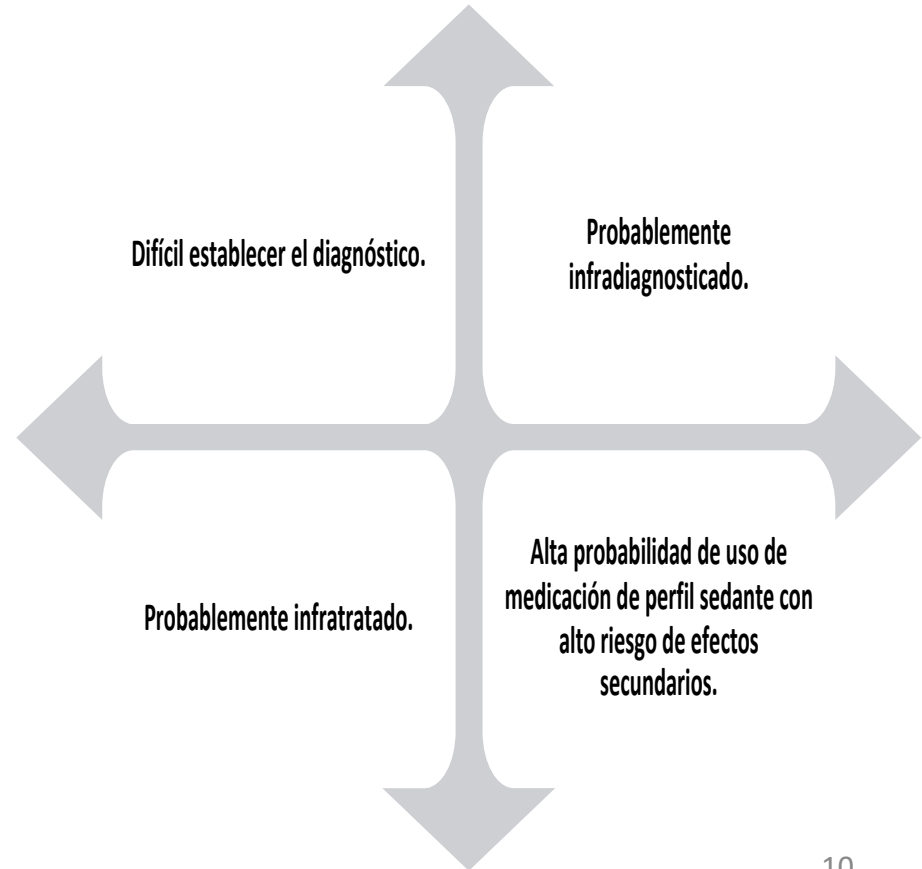 Difícil establecer el diagnóstico.
Probablemente
infradiagnosticado.
Probablemente infratratado.
Alta probabilidad de uso de
medicación de perfil sedante con
alto riesgo de efectos
secundarios.
10